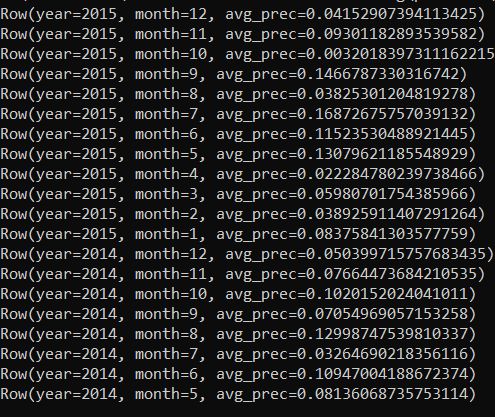 Row(year=2015, month=12, avg_prec=0.04152907394113425)
Row(year=2015, month=11, avg_prec=0.09301182893539582)
Row(year=2015, month=10, avg_prec=0.0032018397311162215
Row(year=2015, month=9, avg_prec=0.1466787330316742)
Row(year=2015, month=8, avg_prec=0.03825301204819278)
Row(year=2015, month=7, avg_prec=0.16872675757039132)
Row(year=2015, month=6, avg_prec=0.11523530488921445)
Row(year=2015, month=5, avg_prec=0.13079621185548929)
Row(year=2015, month=4, avg_prec=0.022284780239738466)
Row(year=2015, month=3, avg_prec=0.05980701754385966)
Row(year=2015, month=2, avg_prec=0.038925911407291264)
Row(year=2015, month=1, avg_prec=0.08375841303577759)
Row(year=2014, month=12, avg_prec=0.050399715757683435)
Row(year=2014, month=11, avg_prec=0.07664473684210535)
Row(year=2014, month=10, avg_prec=0.1020152024041011)
Row(year=2014, month=9, avg_prec=0.07054969057153258)
Row(year=2014, month=8, avg_prec=0.12998747539810337)
Row(year=2014, month=7, avg_prec=0.03264690218356116)
Row(year=2014, month=6, avg_prec=0.10947004188672374)
Row(year=2014, month=5, avg_prec=0.08136068735753114)